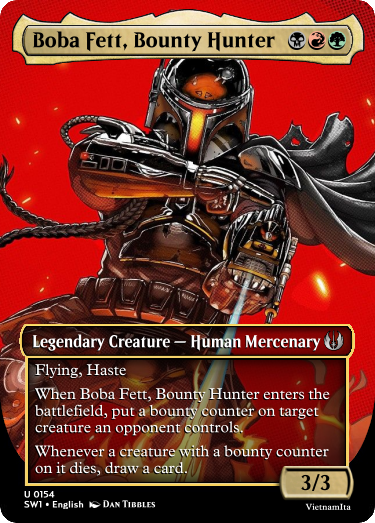 Boba Fett, Bounty Hunter
Legendary Creature — Human Mercenary
Flying, Haste
When Boba Fett, Bounty Hunter enters the
battlefield, put a bounty counter on target
creature an opponent controls.
Whenever a creature with a bounty counter
on it dies, draw a card.
3/3
U 0154
SW1 • English DAN TIBBLES
VietnamIta